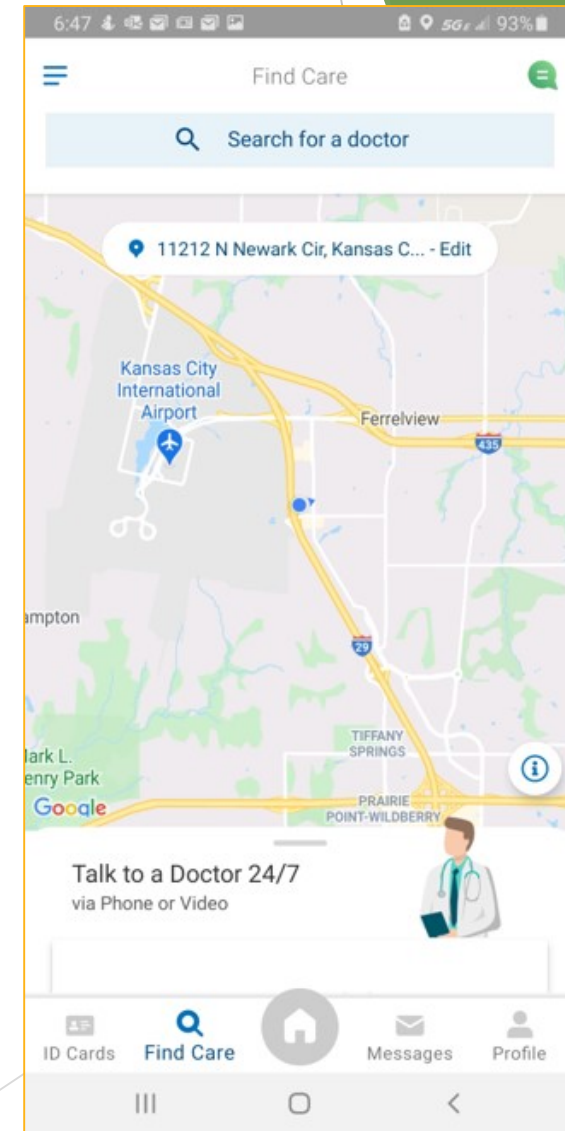 6:47
5GE 93%
Find Care
Search for a doctor
11212 N Newark Cir, Kansas C... - Edit
Kansas City
International
Airport
Ferrelview
435
ampton
29
TIFFANY
SPRINGS
lark L.
enry Park
Google
PRAIRIE
POINT-WILDBERRY
Talk to a Doctor 24/7
via Phone or Video
ID Cards
Find Care
Messages
Profile